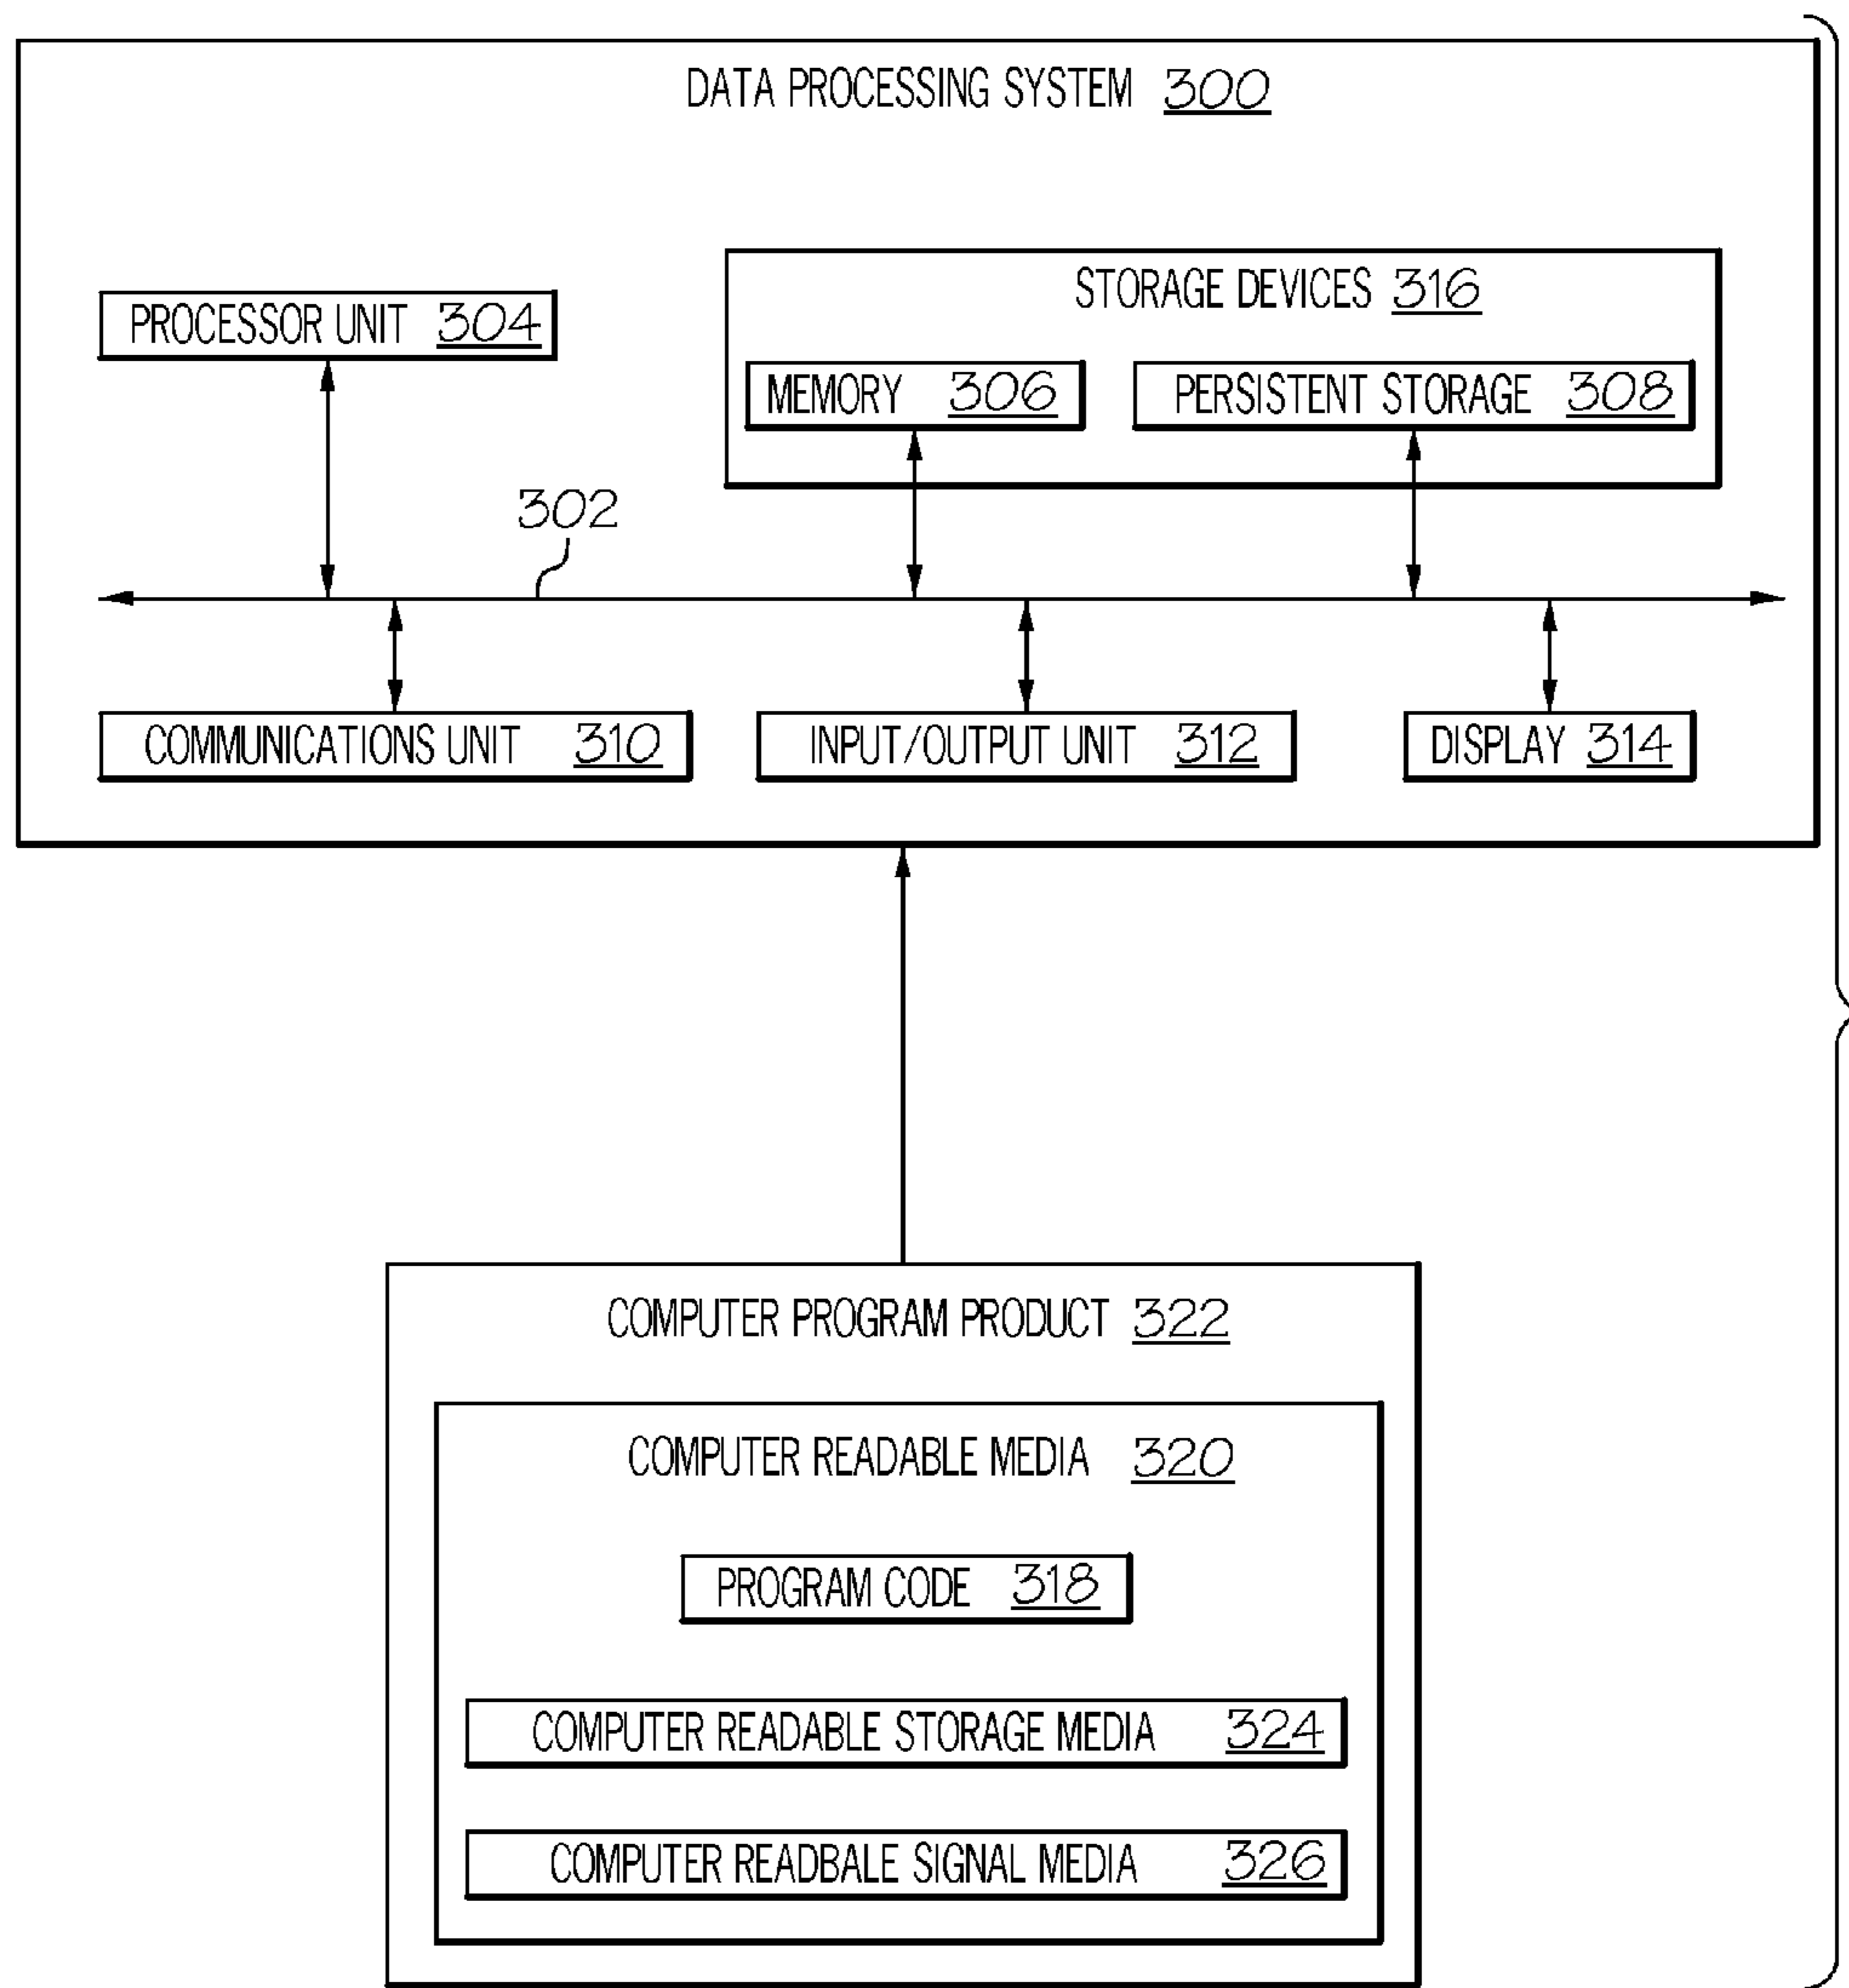 DATA PROCESSING SYSTEM 300
STORAGE DEVICES 316
PROCESSOR UNIT 304
MEMORY 306
PERSISTENT STORAGE 308
302
COMMUNICATIONS UNIT 310
INPUT/OUTPUT UNIT 312
DISPLAY 314
COMPUTER PROGRAM PRODUCT 322
COMPUTER READABLE MEDIA 320
PROGRAM CODE 318
COMPUTER READABLE STORAGE MEDIA 324
COMPUTER READBALE SIGNAL MEDIA 326